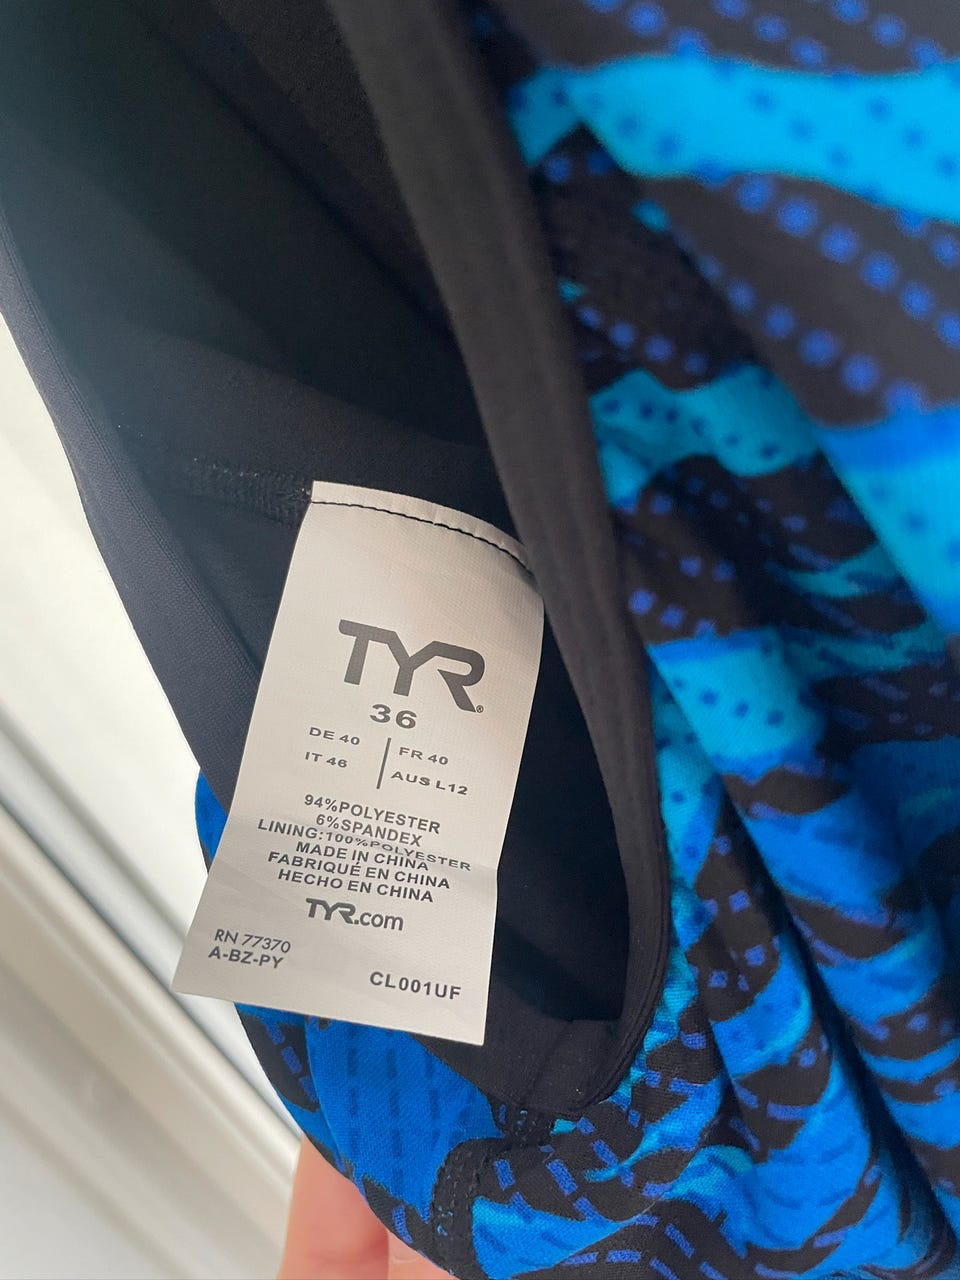 TYR®
36
DE 40 | FR 40
IT 46 | AUS L12
94%POLYESTER
6%SPANDEX
LINING:100%POLYESTER
MADE IN CHINA
FABRIQUÉ EN CHINA
HECHO EN CHINA
TYR.com
RN 77370
A-BZ-PY
CL001UF